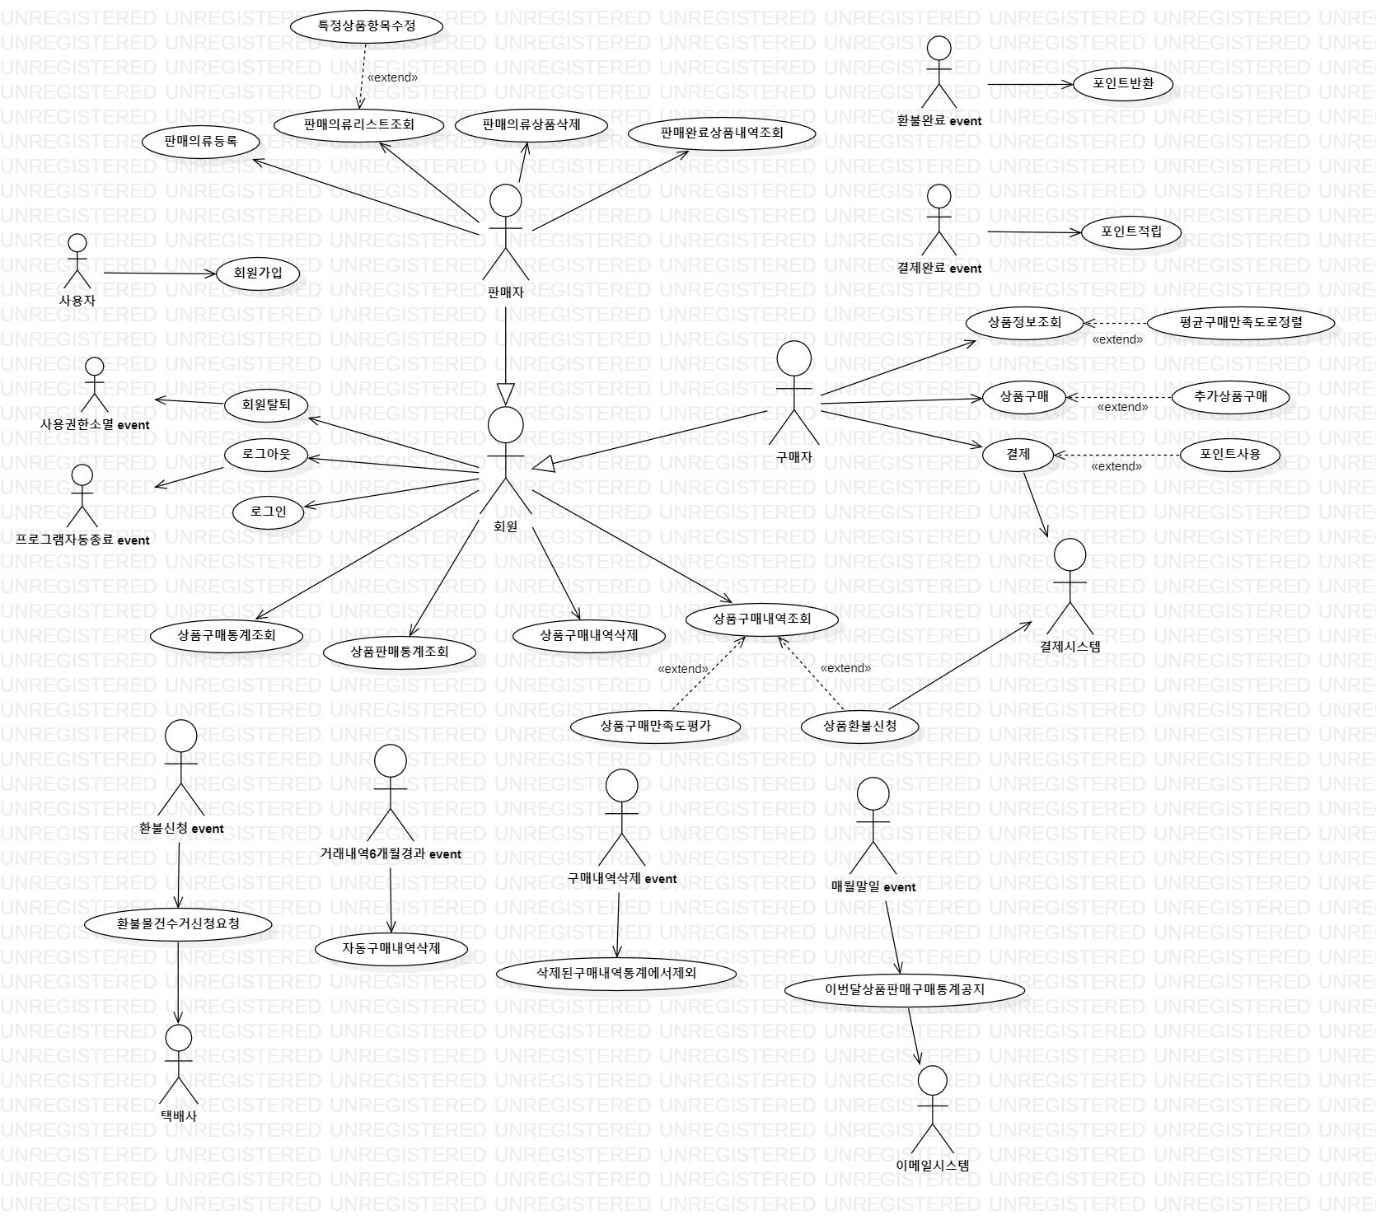 특정상품항목수정
«extend»
판매의류등록
판매의류리스트조회
판매의류상품삭제
판매완료상품내역조회
환불완료 event
포인트반환
판매자
사용자
회원가입
결제완료 event
포인트적립
상품정보조회
«extend»
평균구매만족도로정렬
상품구매
«extend»
추가상품구매
결제
«extend»
포인트사용
구매자
사용권한소멸 event
회원탈퇴
로그아웃
로그인
프로그램자동종료 event
회원
상품구매통계조회
상품판매통계조회
상품구매내역삭제
상품구매내역조회
결제시스템
«extend»
«extend»
상품구매만족도평가
상품환불신청
환불신청 event
거래내역6개월경과 event
구매내역삭제 event
매월말일 event
환불물건수거신청요청
자동구매내역삭제
삭제된구매내역통계에서제외
이번달상품판매구매통계공지
택배사
이메일시스템
UNREGISTERED